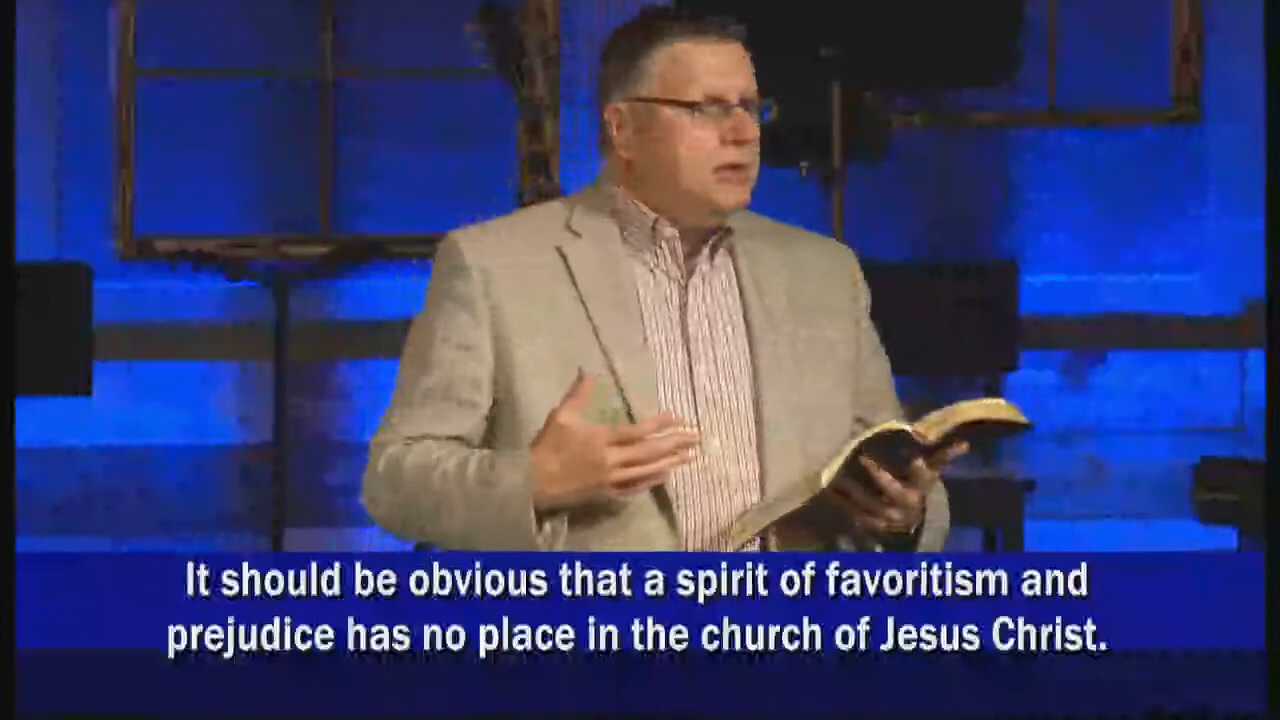 It should be obvious that a spirit of favoritism and
prejudice has no place in the church of Jesus Christ.